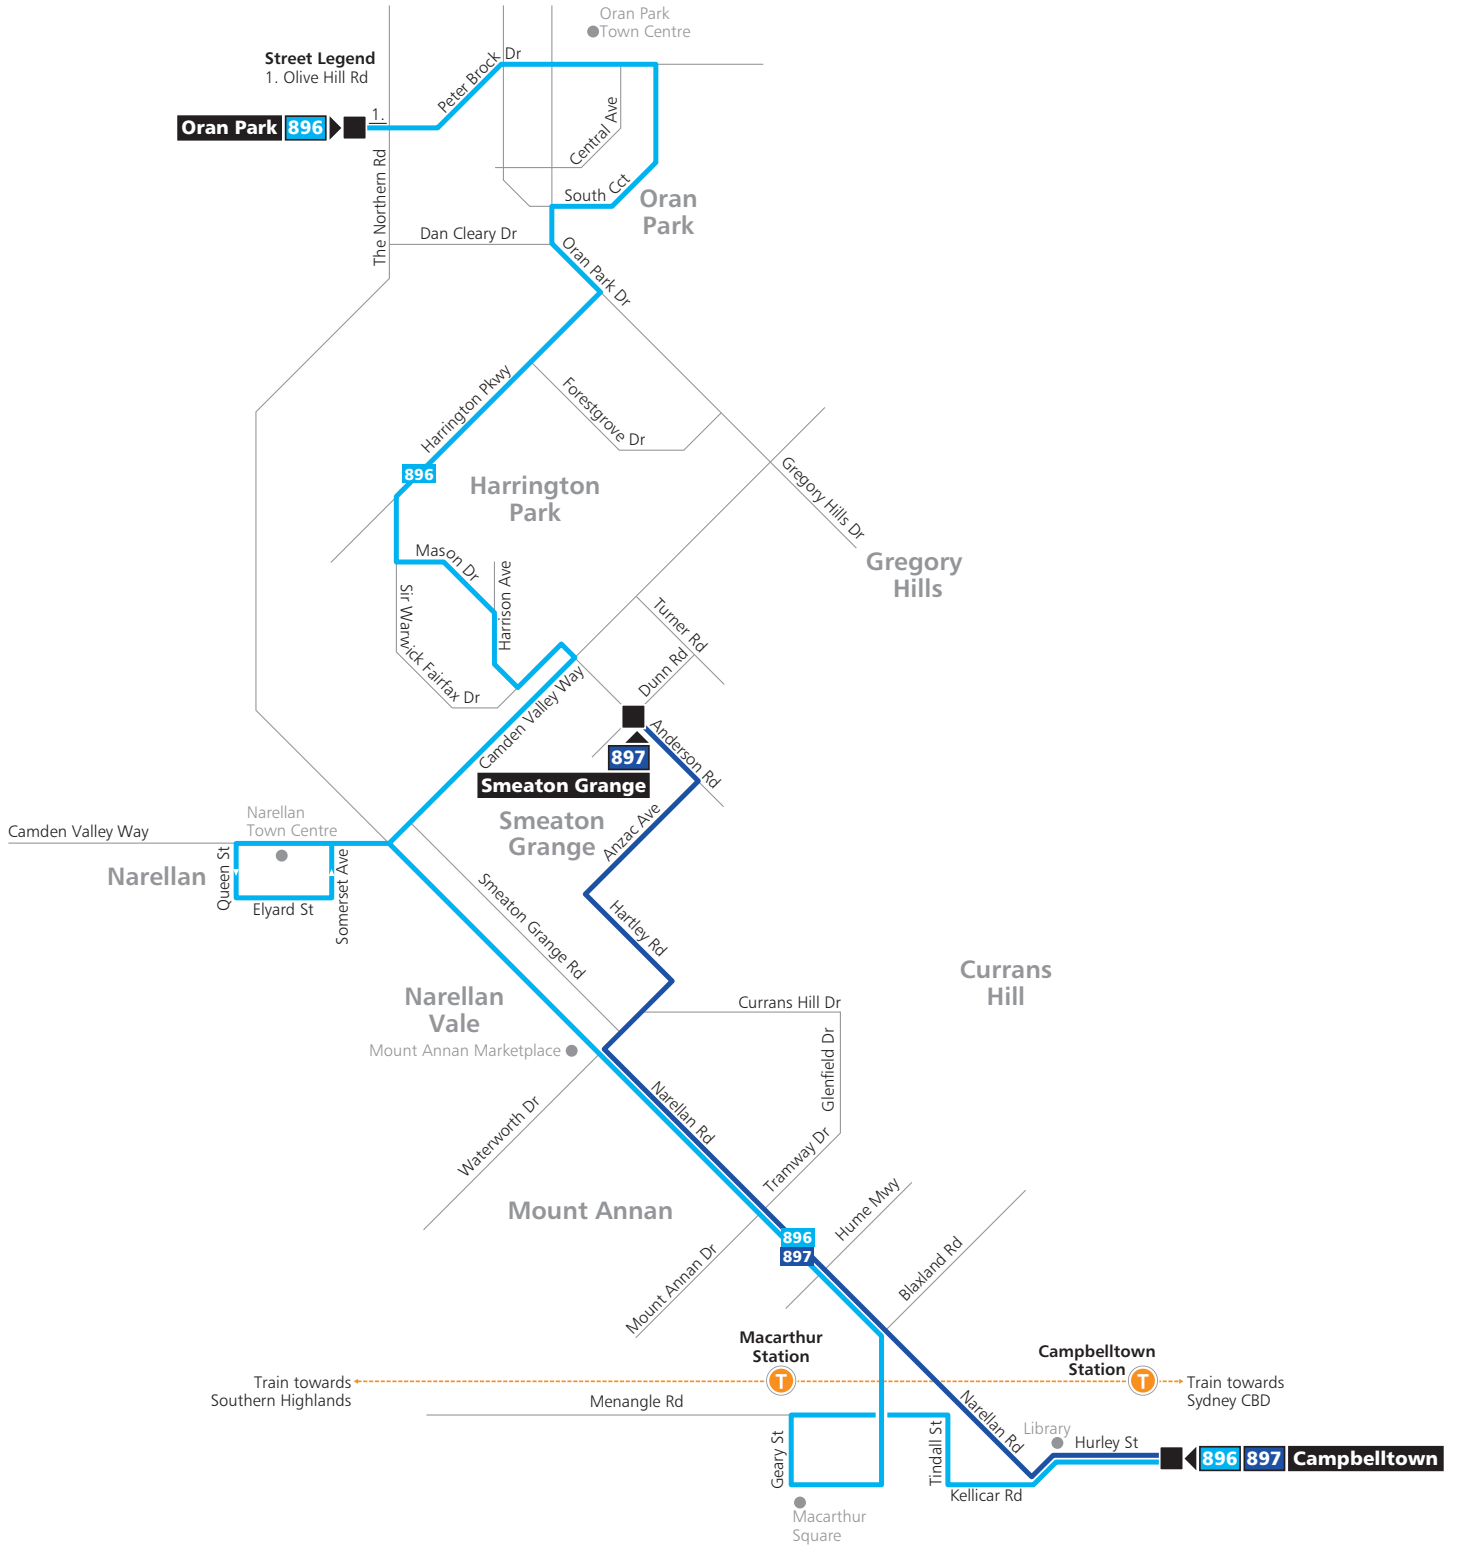 Oran Park
Town Centre
Street Legend
1. Olive Hill Rd
Peter Brock Dr
1.
Oran Park 896
Central Ave
The Northern Rd
South Cct
Oran
Park
Dan Cleary Dr
Oran Park Dr
Harrington Pkwy
Forestgrove Dr
896
Harrington
Park
Gregory Hills Dr
Gregory
Hills
Mason Dr
Harrison Ave
Sir Warwick Fairfax Dr
Turner Rd
Dunn Rd
Camden Valley Way
Anderson Rd
897
Smeaton Grange
Smeaton
Grange
Anzac Ave
Narellan
Town Centre
Camden Valley Way
Narellan
Queen St
Elyard St
Somerset Ave
Smeaton Grange Rd
Hartley Rd
Currans
Hill
Narellan
Vale
Currans Hill Dr
Mount Annan Marketplace
Glenfield Dr
Narellan Rd
Waterworth Dr
Tramway Dr
Mount Annan
Hume Mwy
896
897
Mount Annan Dr
Blaxland Rd
Macarthur
Station
Campbelltown
Station
T
T
Train towards
Southern Highlands
Train towards
Sydney CBD
Menangle Rd
Narellan Rd
Geary St
Tindall St
Library
Hurley St
896 897 Campbelltown
Kellicar Rd
Macarthur
Square